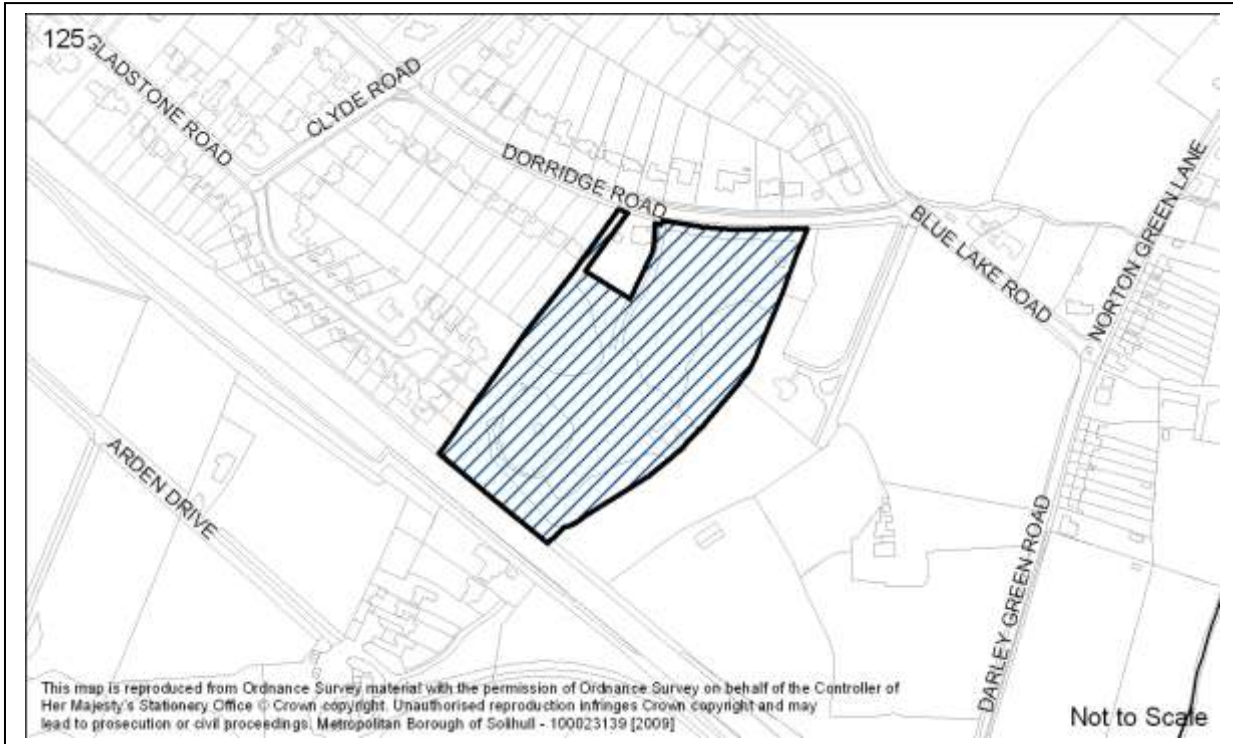 125
GLADSTONE ROAD
CLYDE ROAD
DORRIDGE ROAD
BLUE LAKE ROAD
NORTON GREEN LANE
ARDEN DRIVE
DARLEY GREEN ROAD
This map is reproduced from Ordnance Survey material with the permission of Ordnance Survey on behalf of the Controller of
Her Majesty's Stationery Office © Crown copyright. Unauthorised reproduction infringes Crown copyright and may
lead to prosecution or civil proceedings. Metropolitan Borough of Solihull - 100023139 [2009]
Not to Scale